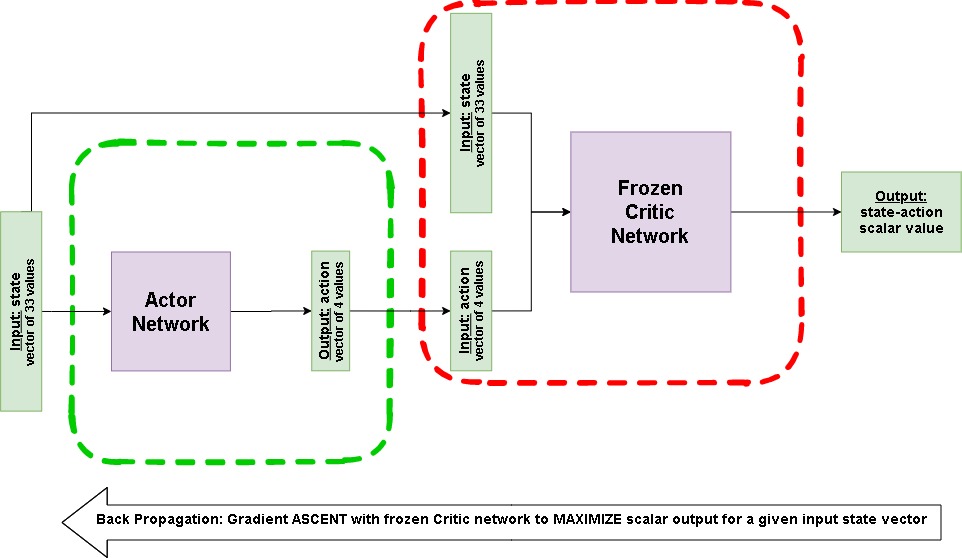 Input: state
vector of 33 values
Actor
Network
Output: action
vector of 4 values
Input: state
vector of 33 values
Input: action
vector of 4 values
Frozen
Critic
Network
Output:
state-action
scalar value
Back Propagation: Gradient ASCENT with frozen Critic network to MAXIMIZE scalar output for a given input state vector